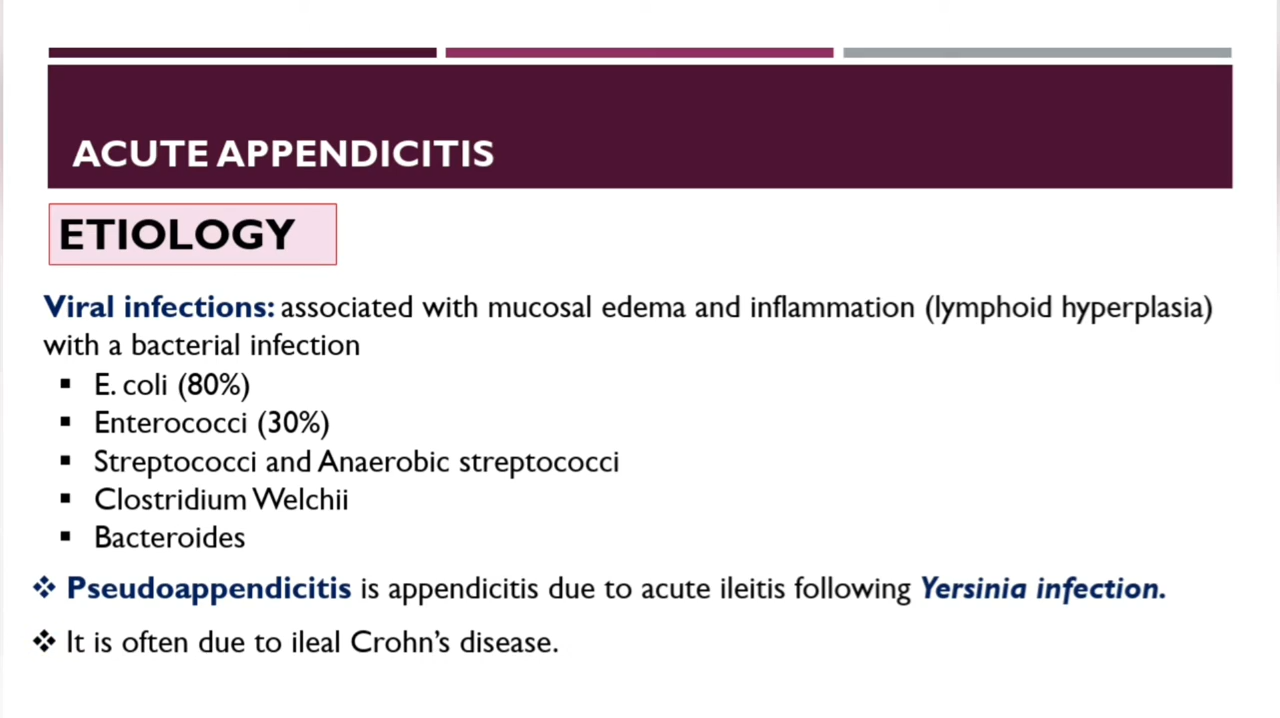 ACUTE APPENDICITIS
ETIOLOGY
Viral infections: associated with mucosal edema and inflammation (lymphoid hyperplasia)
with a bacterial infection
▪ E. coli (80%)
▪ Enterococci (30%)
▪ Streptococci and Anaerobic streptococci
▪ Clostridium Welchii
▪ Bacteroides
❖ Pseudoappendicitis is appendicitis due to acute ileitis following Yersinia infection.
❖ It is often due to ileal Crohn’s disease.